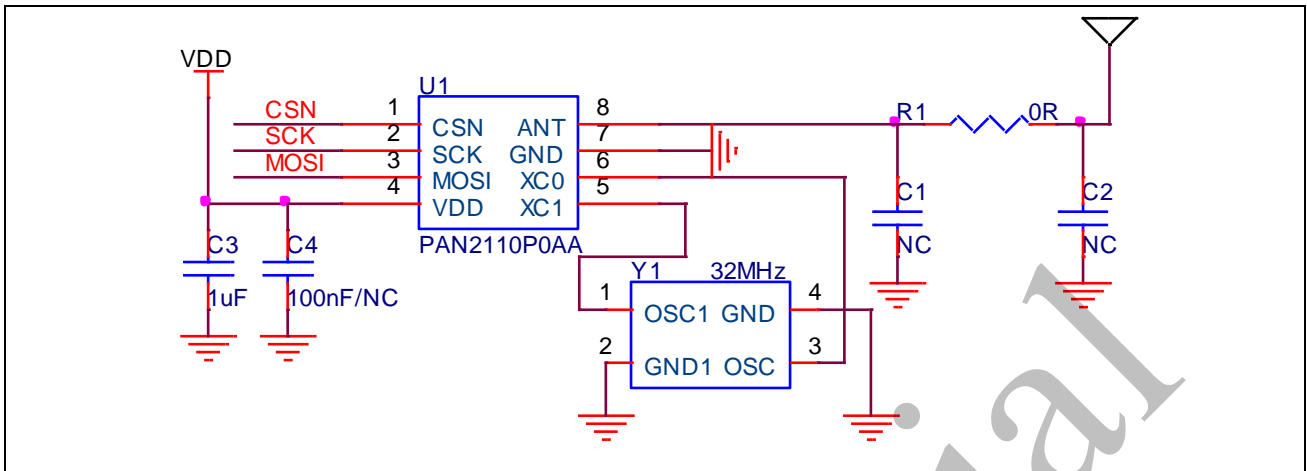 VDD
U1
CSN
1
8
CSN
ANT
SCK
2
7
SCK
GND
MOSI
3
6
MOSI
XC0
4
5
VDD
XC1
PAN2110P0AA
R1
0R
C1
NC
C2
NC
C3
1uF
C4
100nF/NC
Y1
32MHz
1
4
OSC1
GND
2
3
GND1
OSC
ial